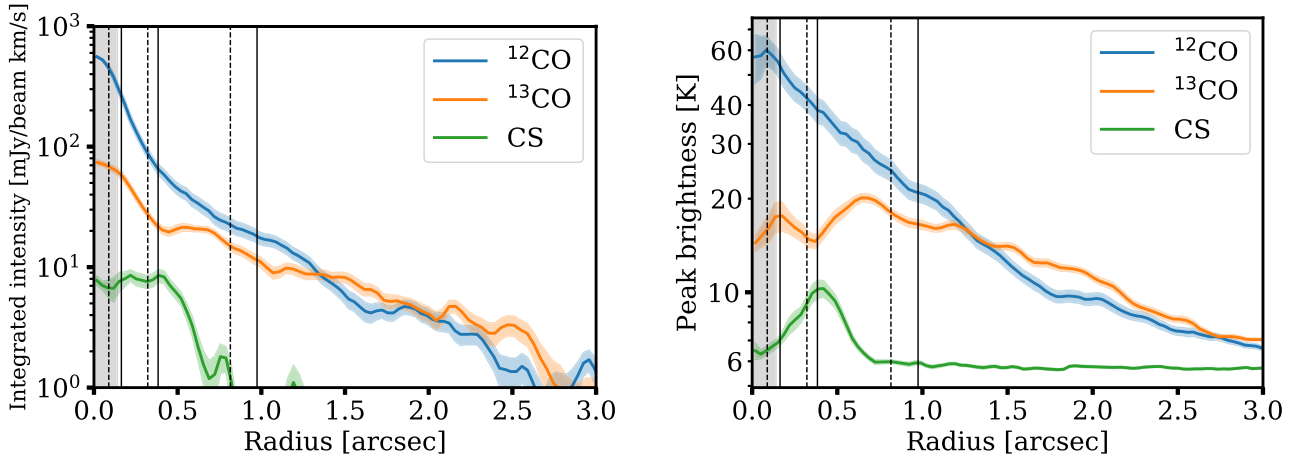 Integrated intensity [mJy/beam km/s]
10³
10²
10¹
10⁰
¹²CO
¹³CO
CS
0.0 0.5 1.0 1.5 2.0 2.5 3.0
Radius [arcsec]
Peak brightness [K]
60
40
30
20
10
6
¹²CO
¹³CO
CS
0.0 0.5 1.0 1.5 2.0 2.5 3.0
Radius [arcsec]